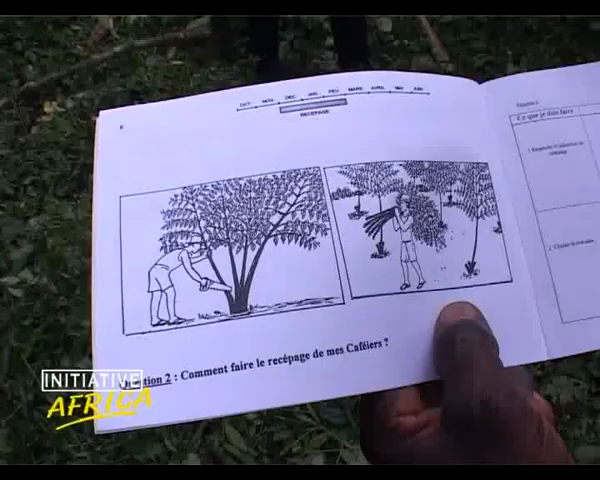 OCT NOV. DEC. JAN FEV. MARS AVRIL MAI JUIN
RECEPAGE
6
tion 2 : Comment faire le recépage de mes Caféiers ?
Ce que je dois faire
INITIATIVE
AFRICA